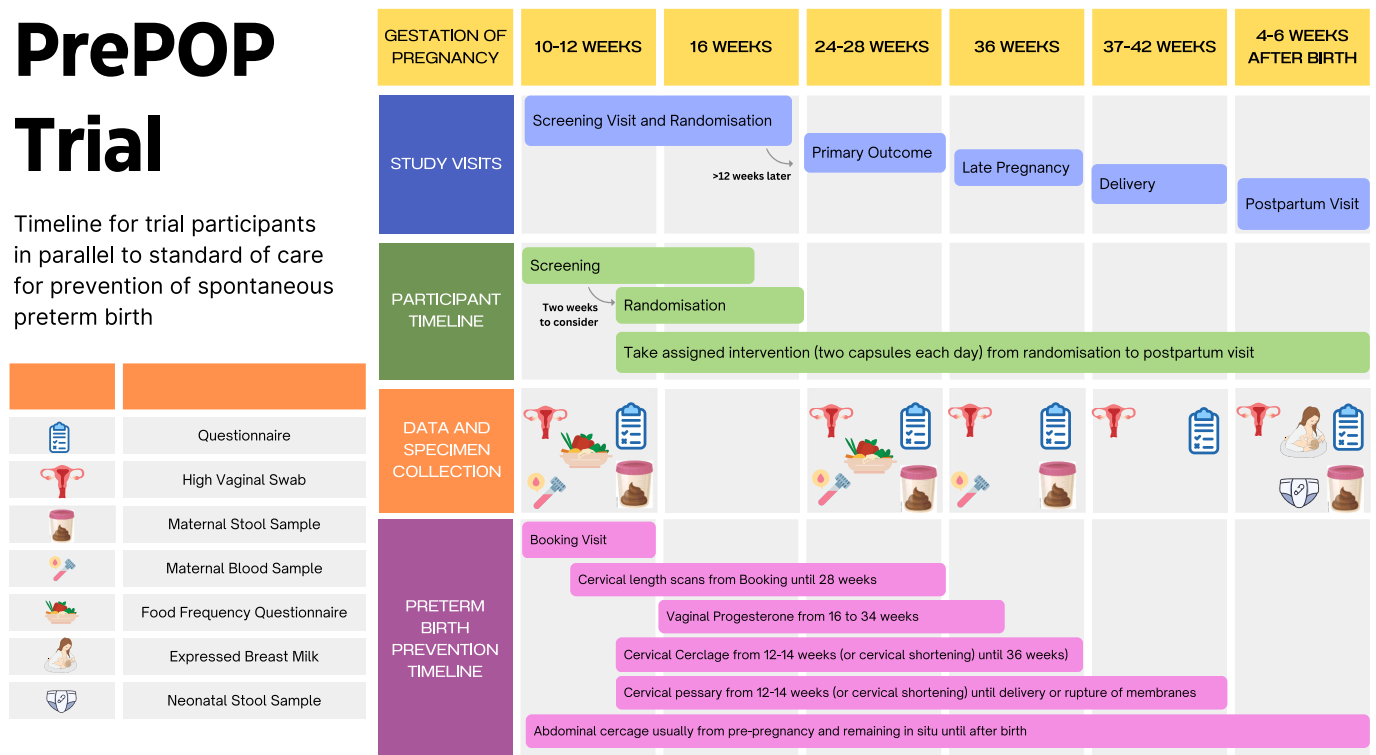 PrePOP
Trial
Timeline for trial participants
in parallel to standard of care
for prevention of spontaneous
preterm birth
Questionnaire
High Vaginal Swab
Maternal Stool Sample
Maternal Blood Sample
Food Frequency Questionnaire
Expressed Breast Milk
Neonatal Stool Sample
GESTATION OF
PREGNANCY
10-12 WEEKS
16 WEEKS
24-28 WEEKS
36 WEEKS
37-42 WEEKS
4-6 WEEKS
AFTER BIRTH
STUDY VISITS
Screening Visit and Randomisation
>12 weeks later
Primary Outcome
Late Pregnancy
Delivery
Postpartum Visit
PARTICIPANT
TIMELINE
Screening
Two weeks
to consider
Randomisation
Take assigned intervention (two capsules each day) from randomisation to postpartum visit
DATA AND
SPECIMEN
COLLECTION
PRETERM
BIRTH
PREVENTION
TIMELINE
Booking Visit
Cervical length scans from Booking until 28 weeks
Vaginal Progesterone from 16 to 34 weeks
Cervical Cerclage from 12-14 weeks (or cervical shortening) until 36 weeks)
Cervical pessary from 12-14 weeks (or cervical shortening) until delivery or rupture of membranes
Abdominal cercage usually from pre-pregnancy and remaining in situ until after birth